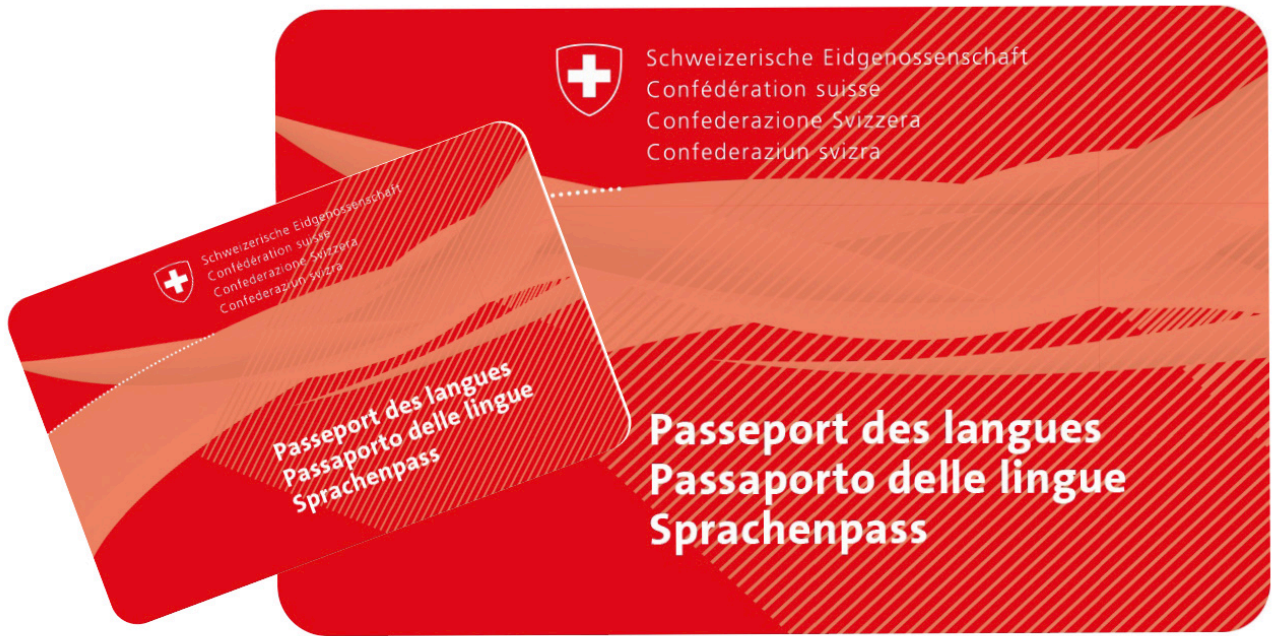 Schweizerische Eidgenossenschaft
Confédération suisse
Confederazione Svizzera
Confederaziun svizra
Passeport des langues
Passaporto delle lingue
Sprachenpass
Schweizerische Eidgenossenschaft
Confédération suisse
Confederazione Svizzera
Confederaziun svizra
Passeport des langues
Passaporto delle lingue
Sprachenpass